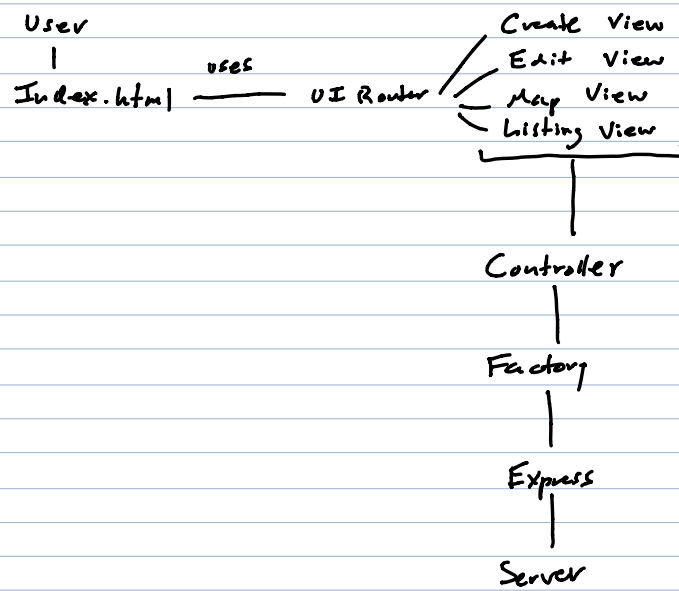 User
Index.html
uses
UI Router
Create View
Edit View
Map View
Listing View
Controller
Factory
Express
Server